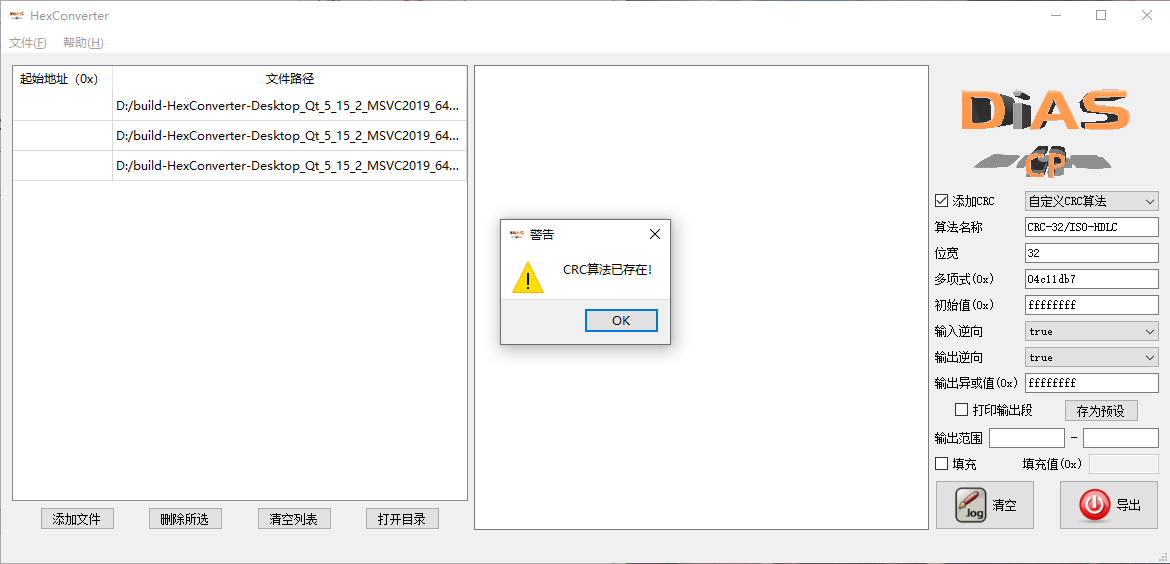 HexConverter
文件(F) 帮助(H)
起始地址（0x） 文件路径
D:/build-HexConverter-Desktop_Qt_5_15_2_MSVC2019_64...
D:/build-HexConverter-Desktop_Qt_5_15_2_MSVC2019_64...
D:/build-HexConverter-Desktop_Qt_5_15_2_MSVC2019_64...
添加文件 删除所选 清空列表 打开目录
警告
CRC算法已存在!
OK
DiAS
CP
添加CRC 自定义CRC算法
算法名称 CRC-32/ISO-HDLC
位宽 32
多项式(0x) 04c11db7
初始值(0x) ffffffff
输入逆向 true
输出逆向 true
输出异或值(0x) ffffffff
打印输出段 存为预设
输出范围 -
填充 填充值(0x)
.log 清空 导出